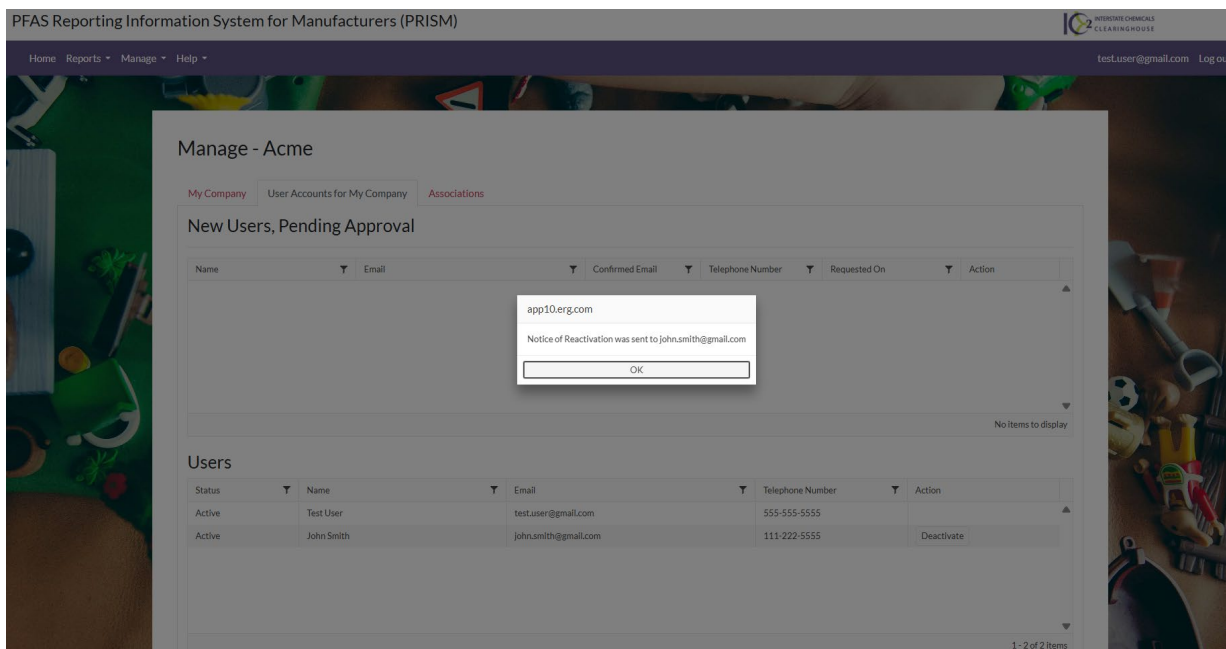 PFAS Reporting Information System for Manufacturers (PRISM)
IC2 INTERSTATE CHEMICALS
CLEARINGHOUSE
Home Reports Manage Help test.user@gmail.com Log ou
Manage - Acme
My Company User Accounts for My Company Associations
New Users, Pending Approval
Name Email Confirmed Email Telephone Number Requested On Action
app10.erg.com
Notice of Reactivation was sent to john.smith@gmail.com
OK
No items to display
Users
Status Name Email Telephone Number Action
Active Test User test.user@gmail.com 555-555-5555
Active John Smith john.smith@gmail.com 111-222-5555 Deactivate
1 - 2 of 2 items